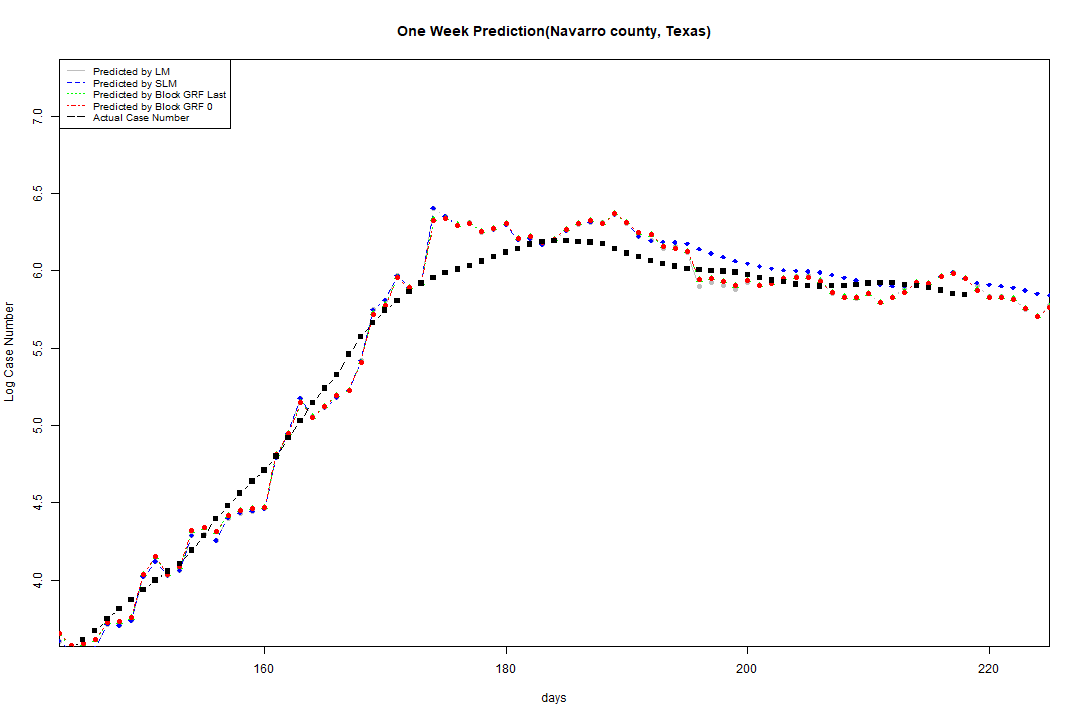 One Week Prediction(Navarro county, Texas)
Predicted by LM
Predicted by SLM
Predicted by Block GRF Last
Predicted by Block GRF 0
Actual Case Number
7.0
6.5
6.0
5.5
5.0
4.5
4.0
Log Case Number
160
180
200
220
days